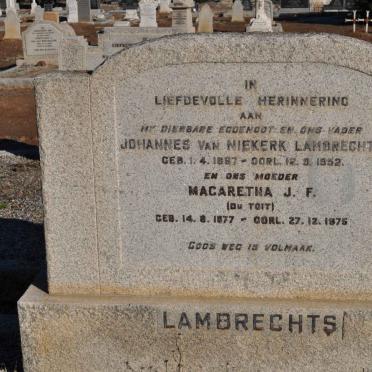 IN
LIEFDEVOLLE HERINNERING
AAN
MY DIERBARE EGGENOOT EN ONS VADER
JOHANNES VAN NIEKERK LAMBRECHT
GEB. 1. 4. 1887 - OORL. 12. 9. 1952.
EN ONS MOEDER
MAGARETHA J. F.
(DU TOIT)
GEB. 14. 8. 1877 - OORL. 27. 12. 1975
GODS WEG IS VOLMAAK.
LAMBRECHTS